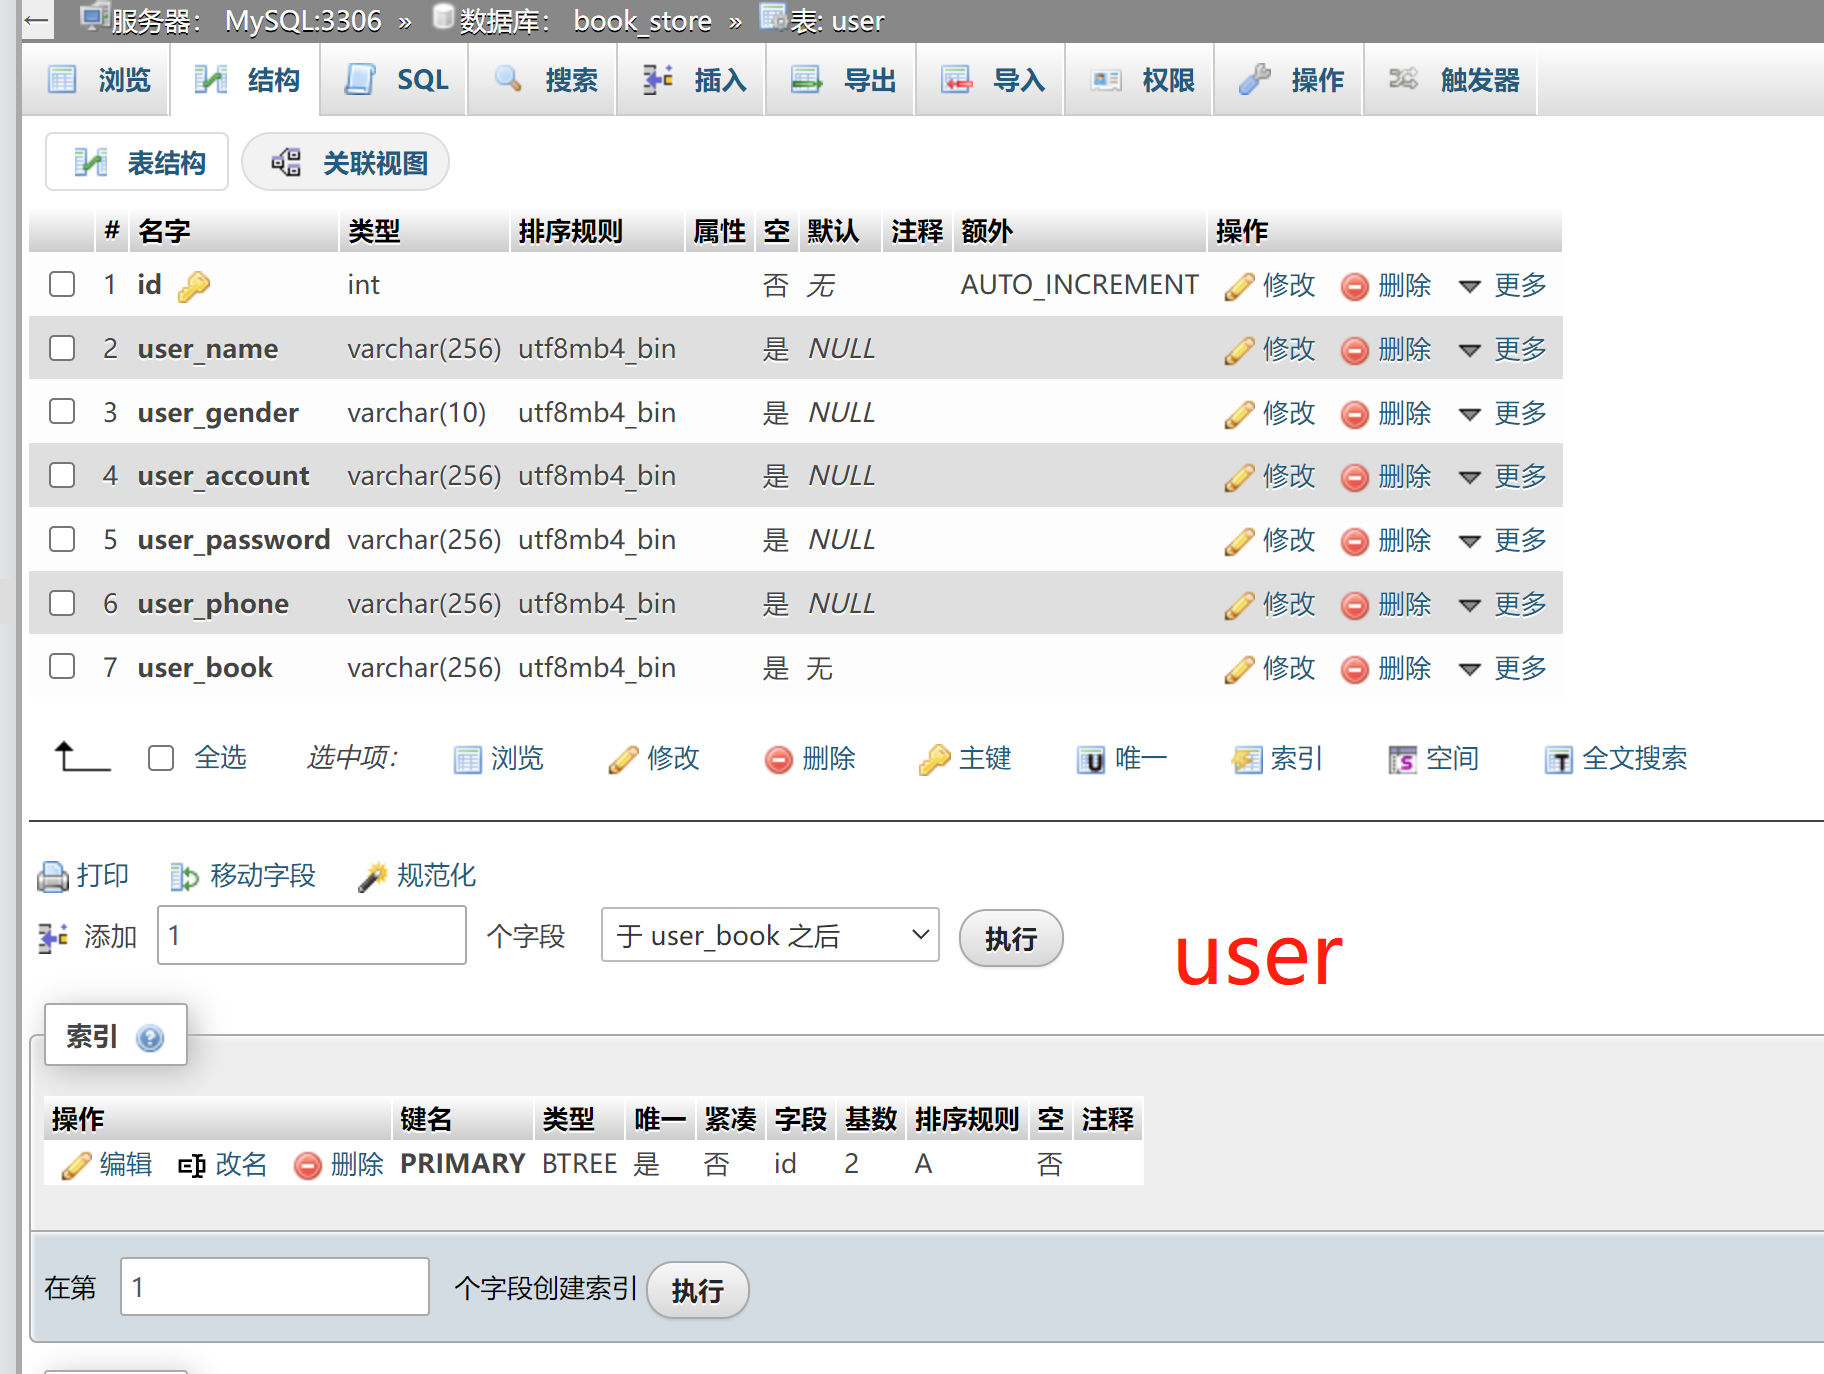 服务器： MySQL:3306 » 数据库： book_store » 表: user
浏览 结构 SQL 搜索 插入 导出 导入 权限 操作 触发器
表结构 关联视图
# 名字 类型 排序规则 属性 空 默认 注释 额外 操作
1 id int 否 无 AUTO_INCREMENT 修改 删除 更多
2 user_name varchar(256) utf8mb4_bin 是 NULL 修改 删除 更多
3 user_gender varchar(10) utf8mb4_bin 是 NULL 修改 删除 更多
4 user_account varchar(256) utf8mb4_bin 是 NULL 修改 删除 更多
5 user_password varchar(256) utf8mb4_bin 是 NULL 修改 删除 更多
6 user_phone varchar(256) utf8mb4_bin 是 NULL 修改 删除 更多
7 user_book varchar(256) utf8mb4_bin 是 无 修改 删除 更多
全选 选中项： 浏览 修改 删除 主键 唯一 索引 空间 全文搜索
打印 移动字段 规范化
添加 1 个字段 于 user_book 之后 执行
user
索引
操作 键名 类型 唯一 紧凑 字段 基数 排序规则 空 注释
编辑 改名 删除 PRIMARY BTREE 是 否 id 2 A 否
在第 1 个字段创建索引 执行